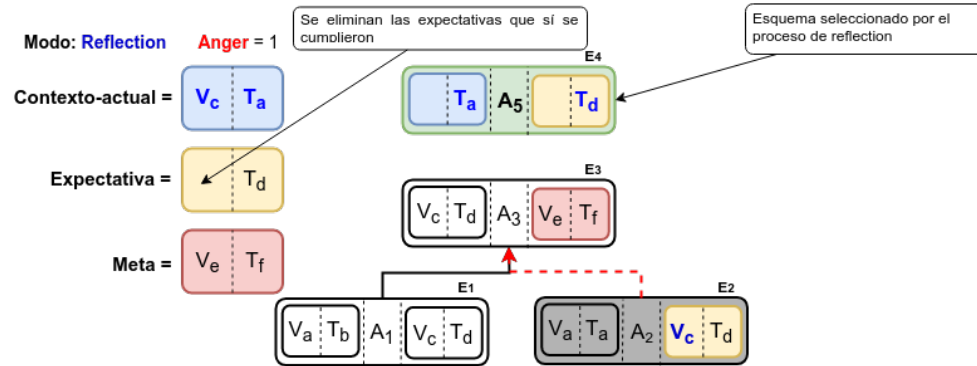 Se eliminan las expectativas que sí se
cumplieron
Esquema seleccionado por el
proceso de reflection
Modo: Reflection Anger = 1
E4
Contexto-actual = Vc Ta
Ta A5 Td
Expectativa = Td
E3
Vc Td A3 Ve Tf
Meta = Ve Tf
E1
Va Tb A1 Vc Td
E2
Va Ta A2 Vc Td